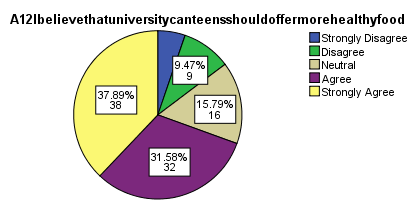 A12Ibelievethatuniversitycanteensshouldoffermorehealthyfood
Strongly Disagree
Disagree
Neutral
Agree
Strongly Agree
9.47%
9
15.79%
16
31.58%
32
37.89%
38